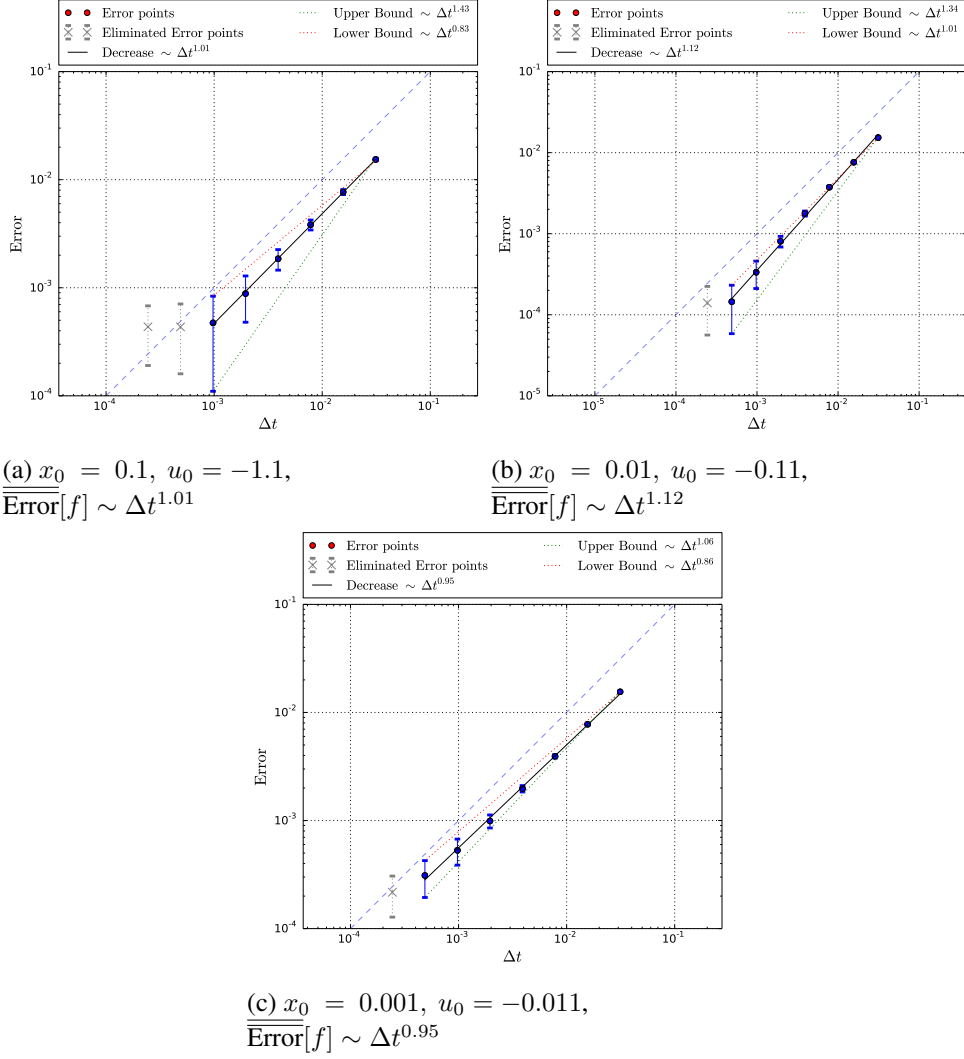 Error points
Eliminated Error points
Decrease ∼ Δt^1.01
Upper Bound ∼ Δt^1.43
Lower Bound ∼ Δt^0.83
10^-1
10^-2
10^-3
10^-4
Error
10^-4 10^-3 10^-2 10^-1
Δt
(a) x_0 = 0.1, u_0 = −1.1,
Error[f] ∼ Δt^1.01
Error points
Eliminated Error points
Decrease ∼ Δt^1.12
Upper Bound ∼ Δt^1.34
Lower Bound ∼ Δt^1.01
10^-1
10^-2
10^-3
10^-4
10^-5
Error
10^-5 10^-4 10^-3 10^-2 10^-1
Δt
(b) x_0 = 0.01, u_0 = −0.11,
Error[f] ∼ Δt^1.12
Error points
Eliminated Error points
Decrease ∼ Δt^0.95
Upper Bound ∼ Δt^1.06
Lower Bound ∼ Δt^0.86
10^-1
10^-2
10^-3
10^-4
Error
10^-4 10^-3 10^-2 10^-1
Δt
(c) x_0 = 0.001, u_0 = −0.011,
Error[f] ∼ Δt^0.95